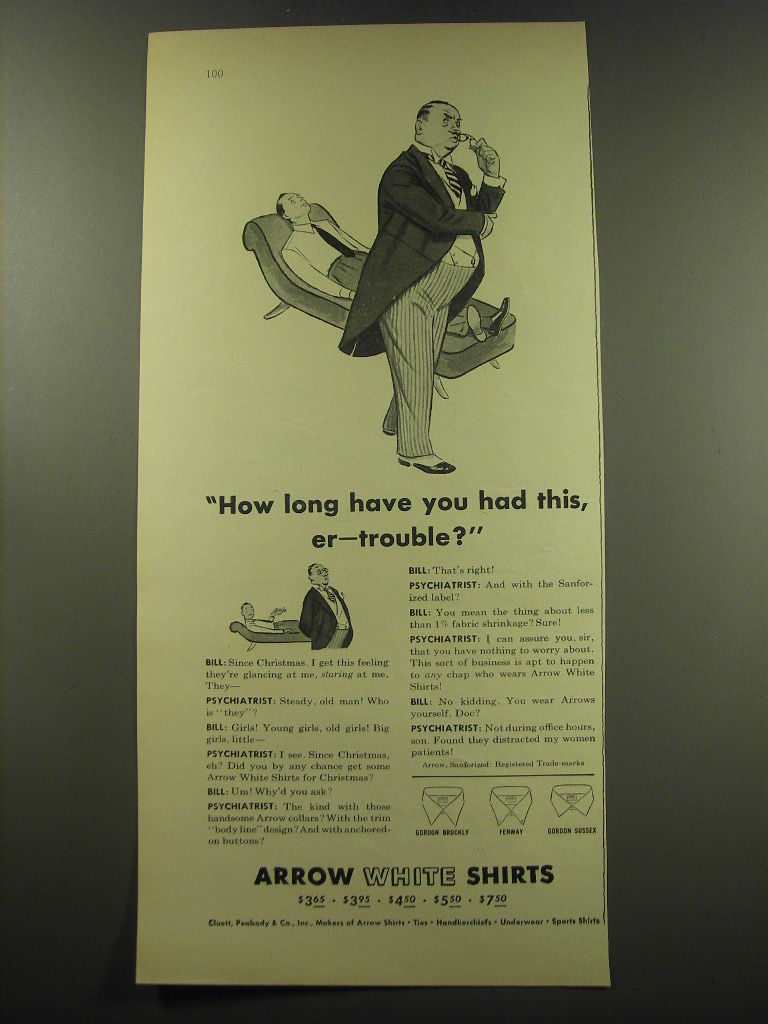 100
"How long have you had this,
er—trouble?"
BILL: Since Christmas. I get this feeling
they're glancing at me, staring at me.
They—
PSYCHIATRIST: Steady, old man! Who
is "they"?
BILL: Girls! Young girls, old girls! Big
girls, little—
PSYCHIATRIST: I see. Since Christmas,
eh? Did you by any chance get some
Arrow White Shirts for Christmas?
BILL: Um! Why'd you ask?
PSYCHIATRIST: The kind with those
handsome Arrow collars? With the trim
"body line" design? And with anchored-
on buttons?
BILL: That's right!
PSYCHIATRIST: And with the Sanfor-
ized label?
BILL: You mean the thing about less
than 1% fabric shrinkage? Sure!
PSYCHIATRIST: I can assure you, sir,
that you have nothing to worry about.
This sort of business is apt to happen
to any chap who wears Arrow White
Shirts!
BILL: No kidding. You wear Arrows
yourself, Doc?
PSYCHIATRIST: Not during office hours,
son. Found they distracted my women
patients!
Arrow, Sanforized: Registered Trade-marks
GORDON BROCKLY
FENWAY
GORDON SUSSEX
ARROW WHITE SHIRTS
$3.65 · $3.95 · $4.50 · $5.50 · $7.50
Cluett, Peabody & Co., Inc., Makers of Arrow Shirts • Ties • Handkerchiefs • Underwear • Sports Shirts